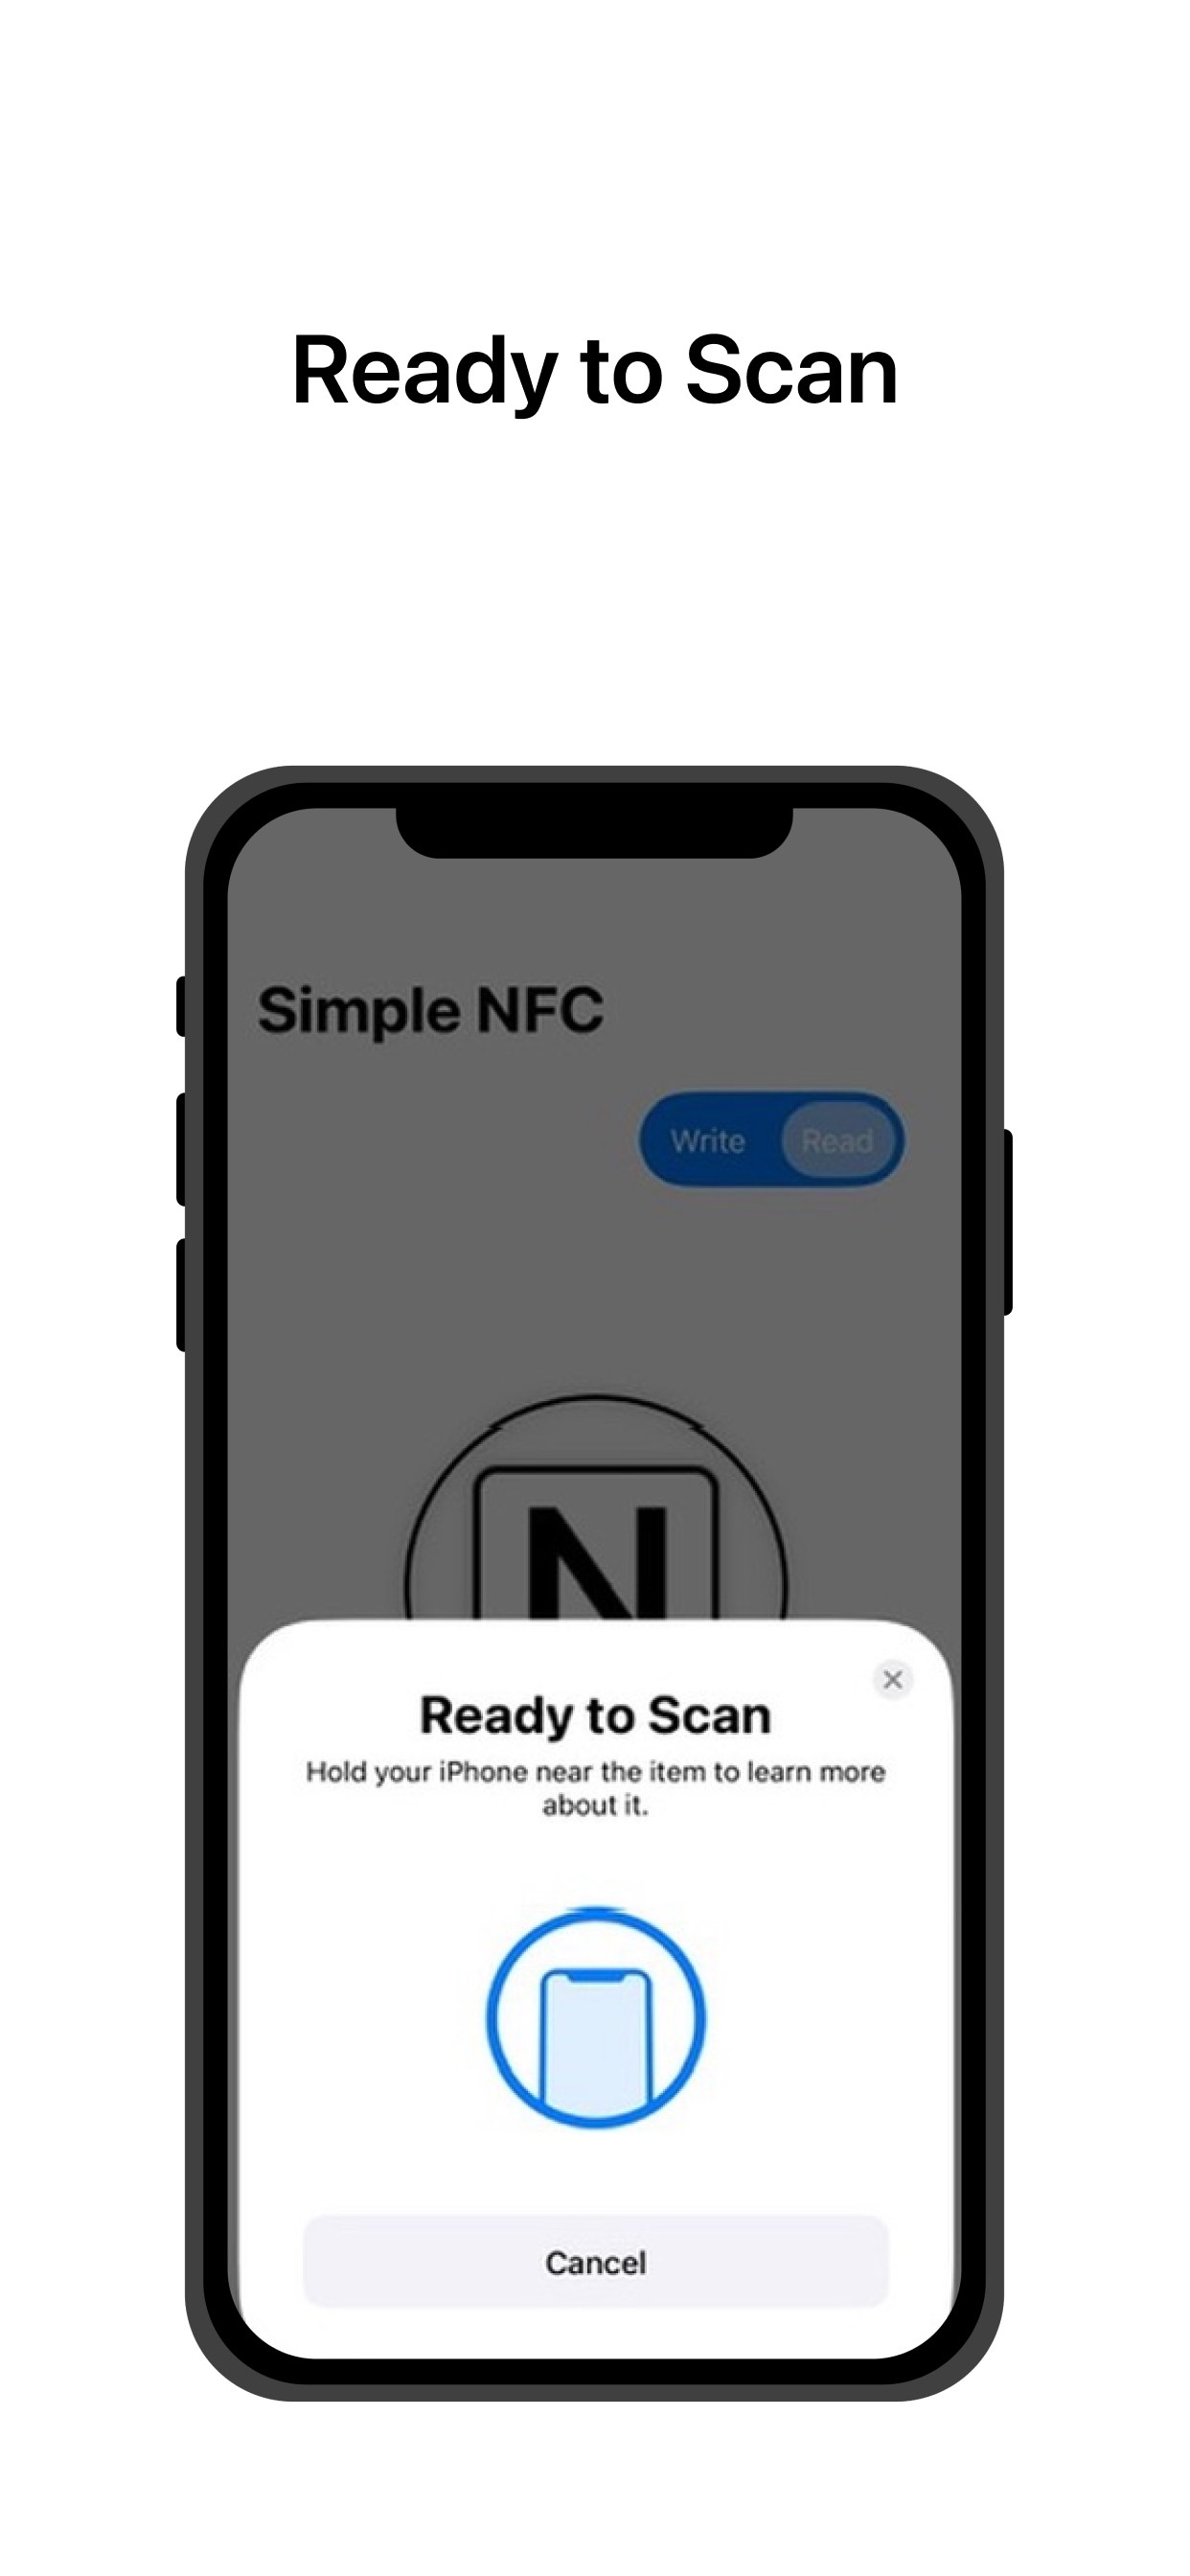 Ready to Scan
Simple NFC
Write Read
N
Ready to Scan
Hold your iPhone near the item to learn more
about it.
Cancel